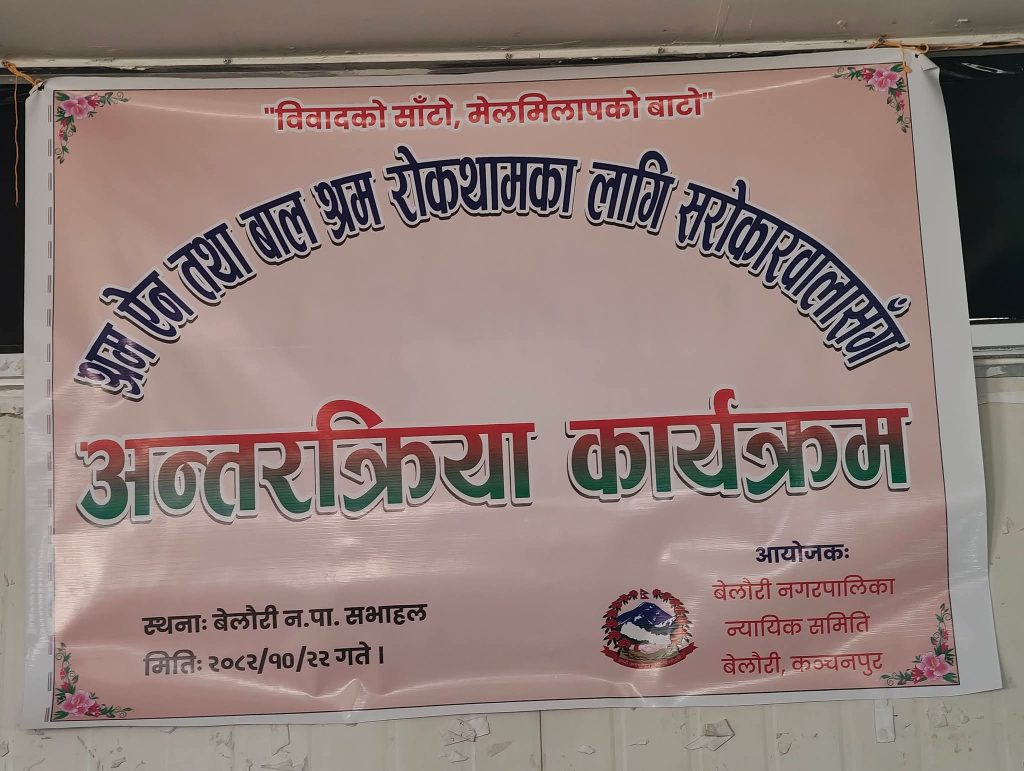 "विवादको साँटो, मेलमिलापको बाटो"
श्रम ऐन तथा बाल श्रम रोकथामका लागि सरोकारवालासँग
अन्तरक्रिया कार्यक्रम
आयोजकः
बेलौरी नगरपालिका
न्यायिक समिति
बेलौरी, कञ्चनपुर
स्थनाः बेलौरी न.पा. सभाहल
मितिः २०८२/१०/२२ गते ।